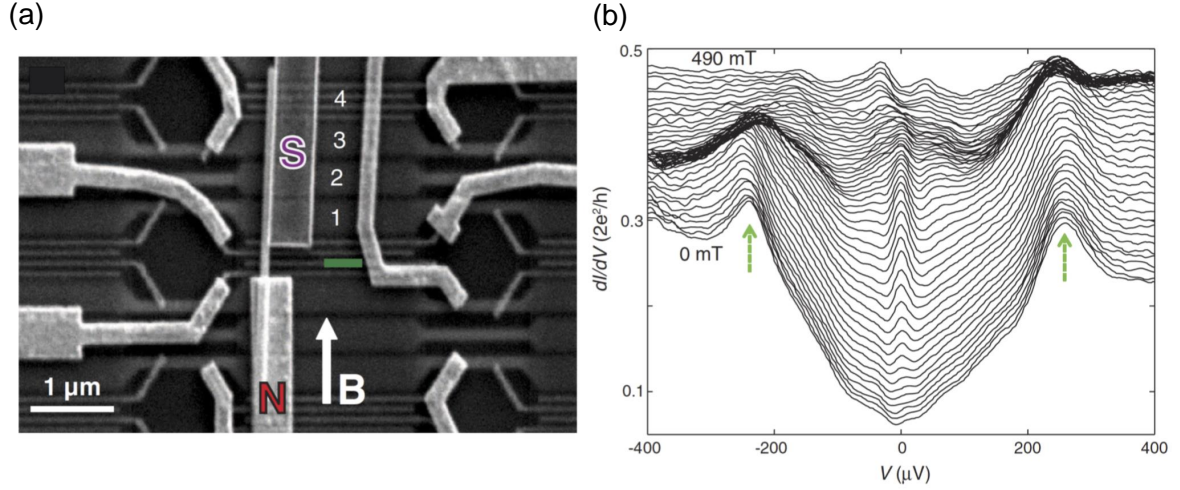 (a)
4
3
S
2
1
1 μm
N
B
(b)
0.5
490 mT
dI/dV (2e²/h)
0.3
0 mT
0.1
-400
-200
0
200
400
V (μV)